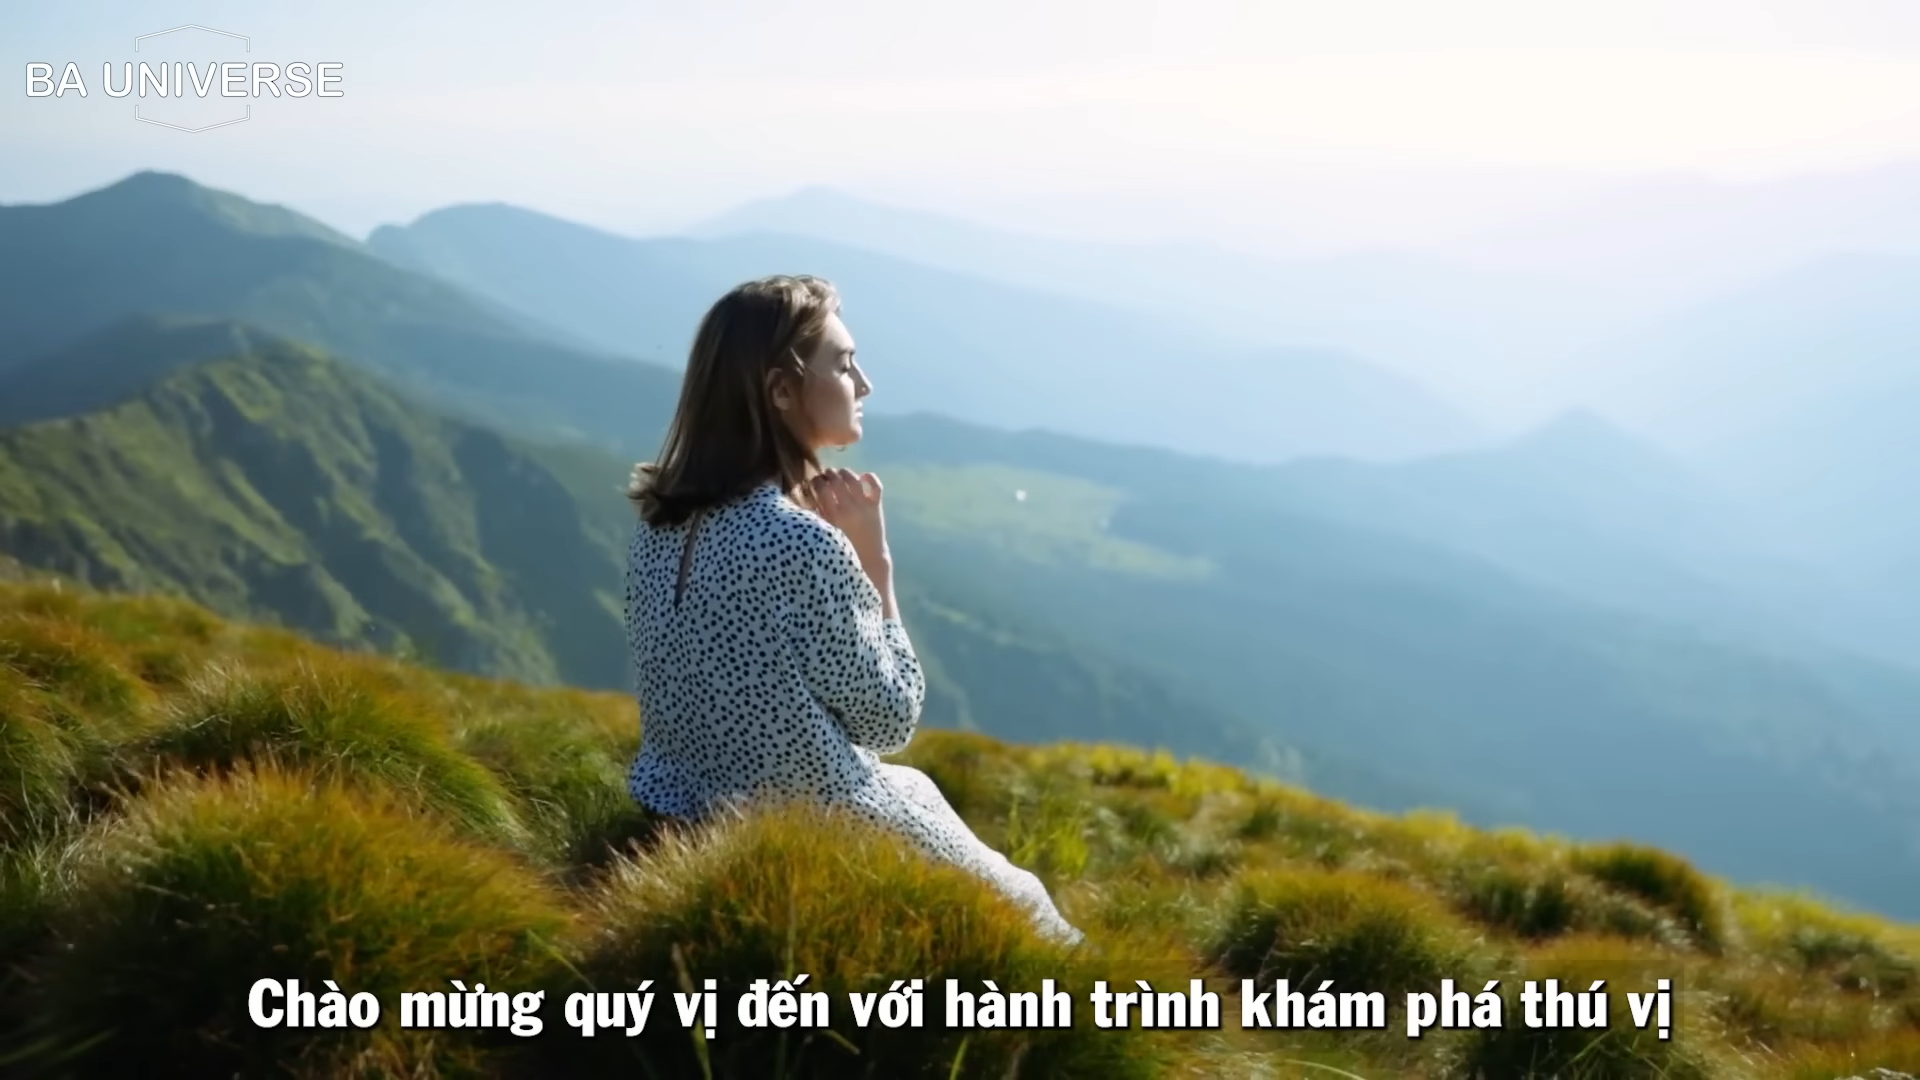 BA UNIVERSE
Chào mừng quý vị đến với hành trình khám phá thú vị